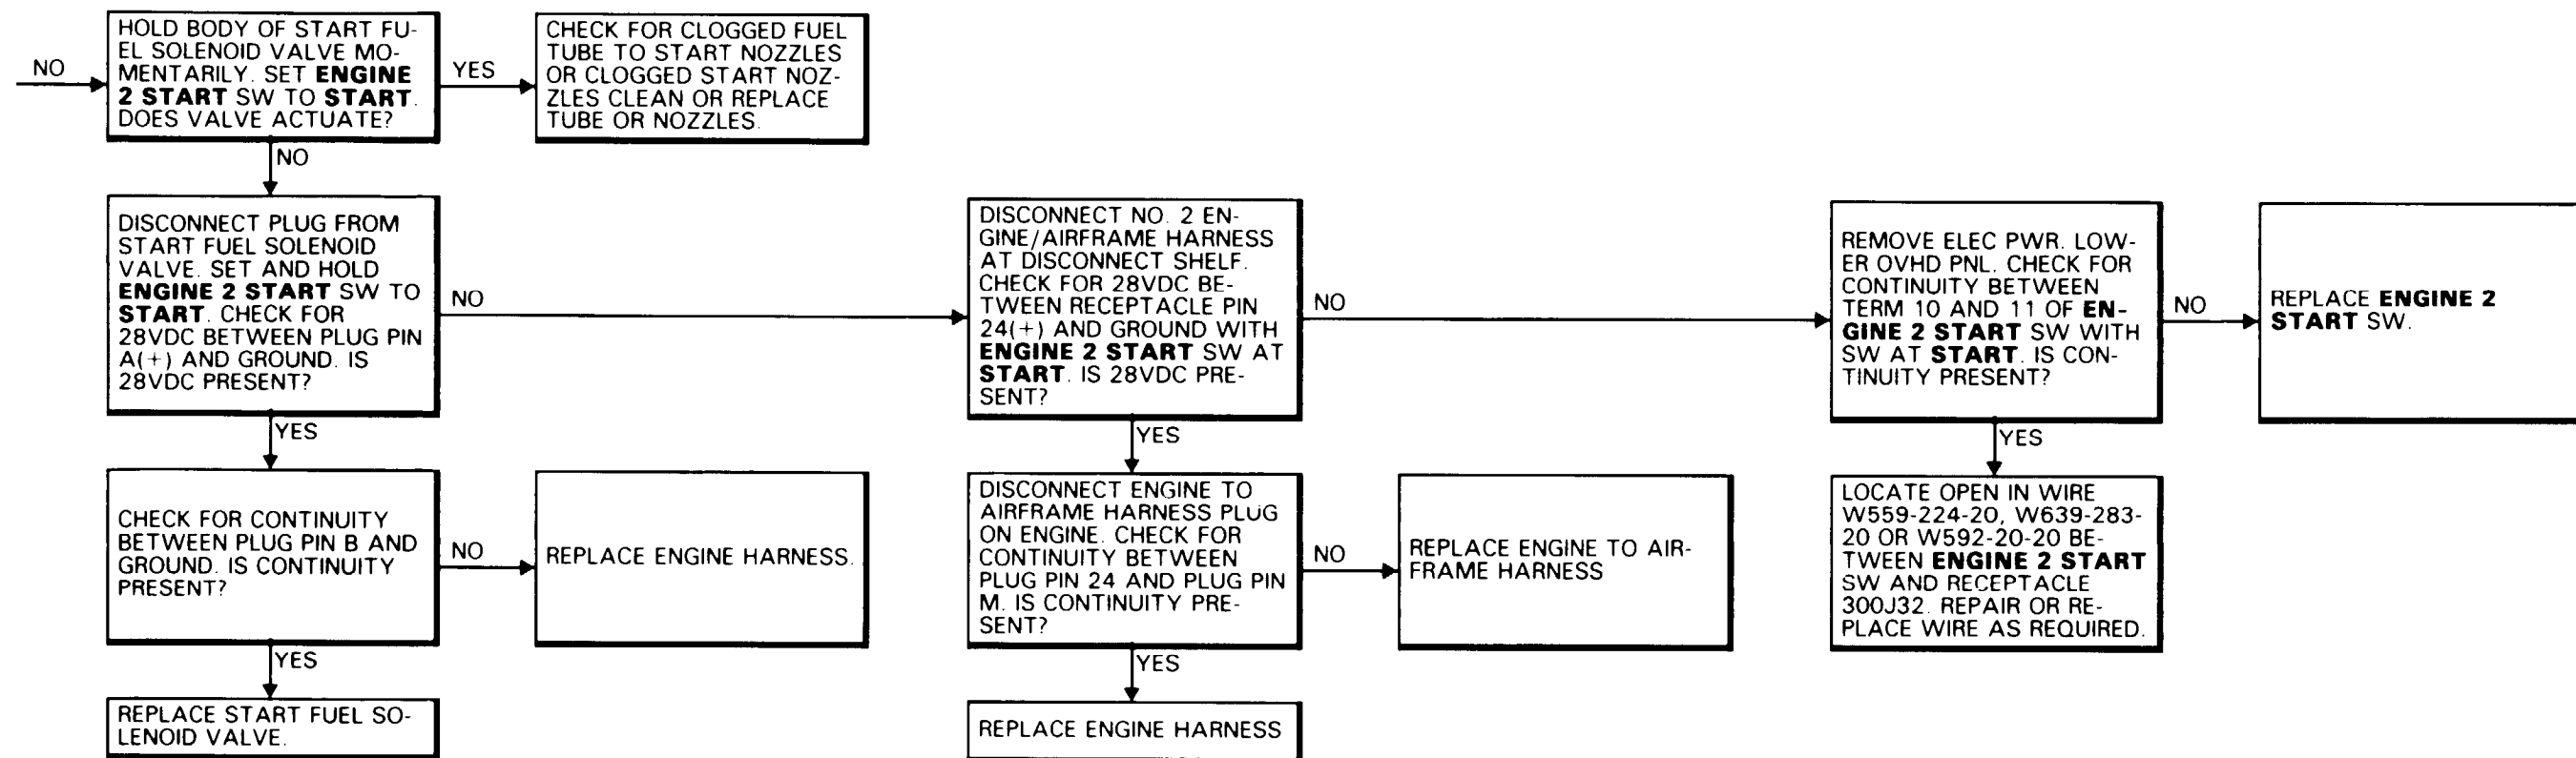 HOLD BODY OF START FU-
EL SOLENOID VALVE MO-
MENTARILY. SET ENGINE
2 START SW TO START.
DOES VALVE ACTUATE?
NO
YES
CHECK FOR CLOGGED FUEL
TUBE TO START NOZZLES
OR CLOGGED START NOZ-
ZLES CLEAN OR REPLACE
TUBE OR NOZZLES.
NO
DISCONNECT PLUG FROM
START FUEL SOLENOID
VALVE. SET AND HOLD
ENGINE 2 START SW TO
START. CHECK FOR
28VDC BETWEEN PLUG PIN
A(+) AND GROUND. IS
28VDC PRESENT?
NO
DISCONNECT NO. 2 EN-
GINE/AIRFRAME HARNESS
AT DISCONNECT SHELF.
CHECK FOR 28VDC BE-
TWEEN RECEPTACLE PIN
24(+) AND GROUND WITH
ENGINE 2 START SW AT
START. IS 28VDC PRE-
SENT?
NO
REMOVE ELEC PWR. LOW-
ER OVHD PNL. CHECK FOR
CONTINUITY BETWEEN
TERM 10 AND 11 OF EN-
GINE 2 START SW WITH
SW AT START. IS CON-
TINUITY PRESENT?
NO
REPLACE ENGINE 2
START SW.
YES
YES
YES
CHECK FOR CONTINUITY
BETWEEN PLUG PIN B AND
GROUND. IS CONTINUITY
PRESENT?
NO
REPLACE ENGINE HARNESS.
DISCONNECT ENGINE TO
AIRFRAME HARNESS PLUG
ON ENGINE. CHECK FOR
CONTINUITY BETWEEN
PLUG PIN 24 AND PLUG PIN
M. IS CONTINUITY PRE-
SENT?
NO
REPLACE ENGINE TO AIR-
FRAME HARNESS
LOCATE OPEN IN WIRE
W559-224-20, W639-283-
20 OR W592-20-20 BE-
TWEEN ENGINE 2 START
SW AND RECEPTACLE
300J32. REPAIR OR RE-
PLACE WIRE AS REQUIRED.
YES
YES
REPLACE START FUEL SO-
LENOID VALVE.
REPLACE ENGINE HARNESS